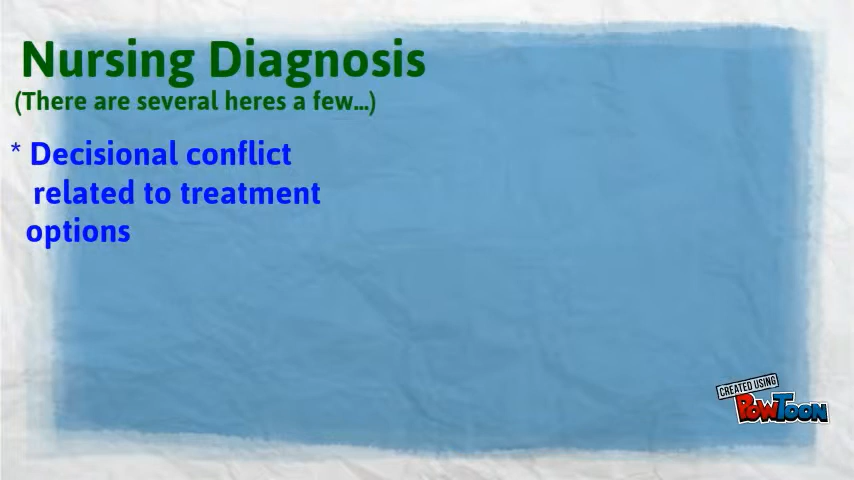 Nursing Diagnosis
(There are several heres a few...)
* Decisional conflict
related to treatment
options
CREATED USING
POWTOON